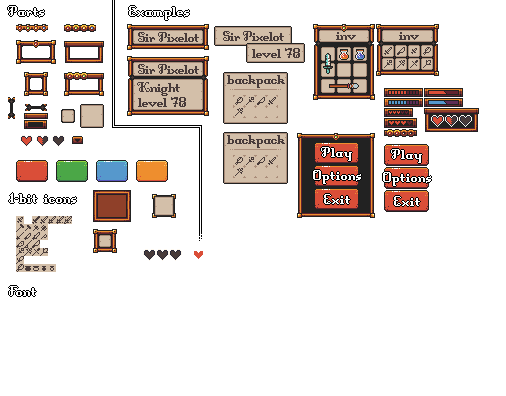 Parts
Examples
Sir Pixelot
Sir Pixelot
Knight
level 78
Sir Pixelot
level 78
backpack
backpack
inv
inv
Play
Options
Exit
Play
Options
Exit
1-bit icons
Font